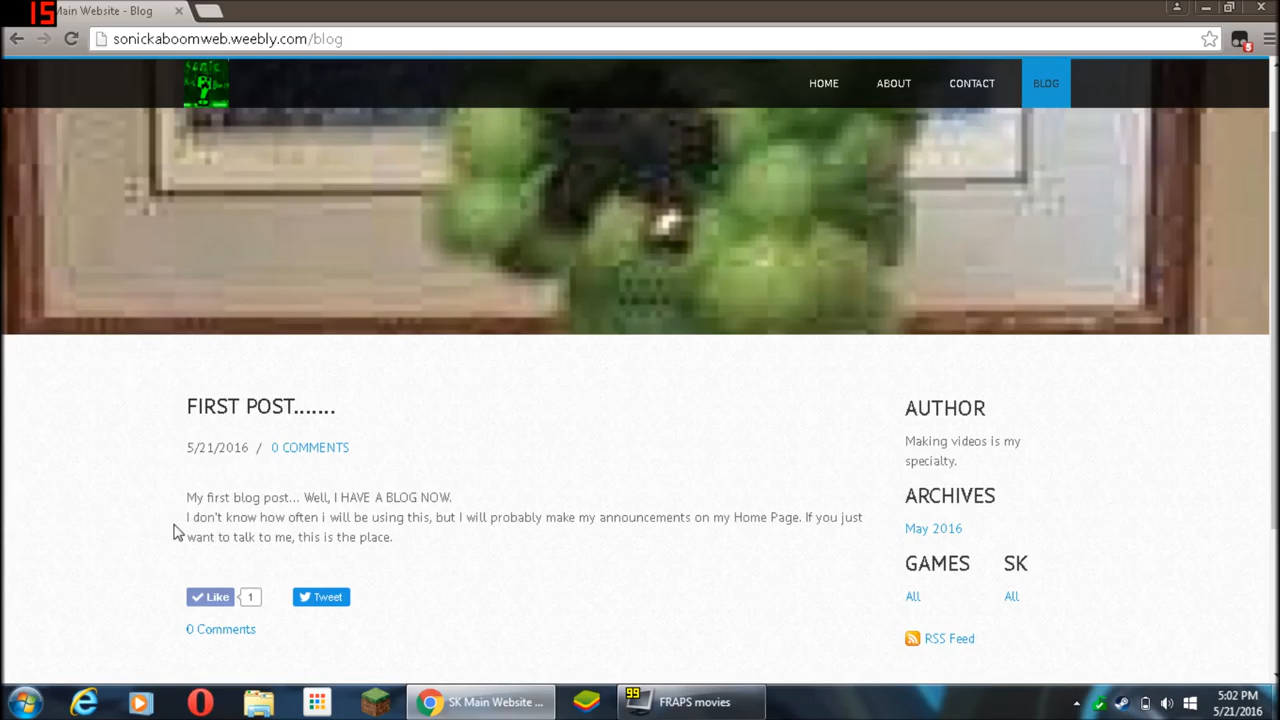 15
Main Website - Blog
sonickaboomweb.weebly.com/blog
5
HOME ABOUT CONTACT BLOG
FIRST POST.......
5/21/2016 / 0 COMMENTS
My first blog post... Well, I HAVE A BLOG NOW.
I don't know how often i will be using this, but I will probably make my announcements on my Home Page. If you just
want to talk to me, this is the place.
Like 1 Tweet
0 Comments
AUTHOR
Making videos is my
specialty.
ARCHIVES
May 2016
GAMES SK
All All
RSS Feed
SK Main Website ...
99
FRAPS movies
5:02 PM
5/21/2016